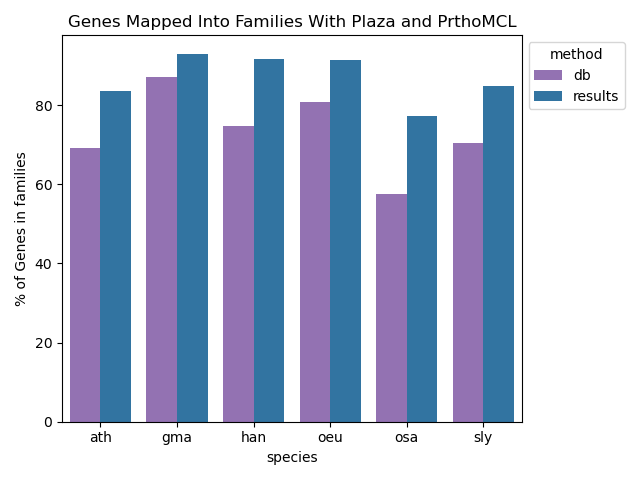 Genes Mapped Into Families With Plaza and PrthoMCL
method
db
results
% of Genes in families
80
60
40
20
0
ath gma han oeu osa sly
species